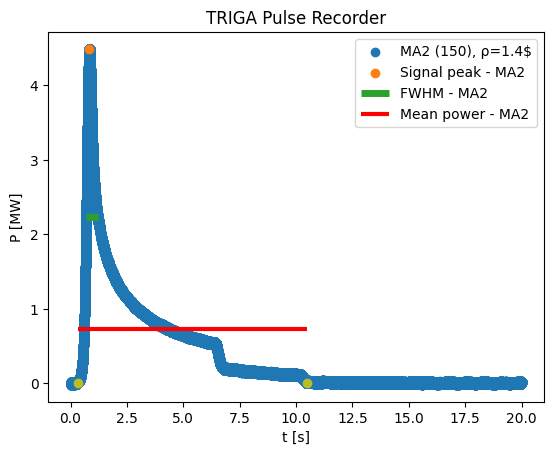 TRIGA Pulse Recorder
MA2 (150), ρ=1.4$
Signal peak - MA2
FWHM - MA2
Mean power - MA2
P [MW]
4
3
2
1
0
0.0 2.5 5.0 7.5 10.0 12.5 15.0 17.5 20.0
t [s]